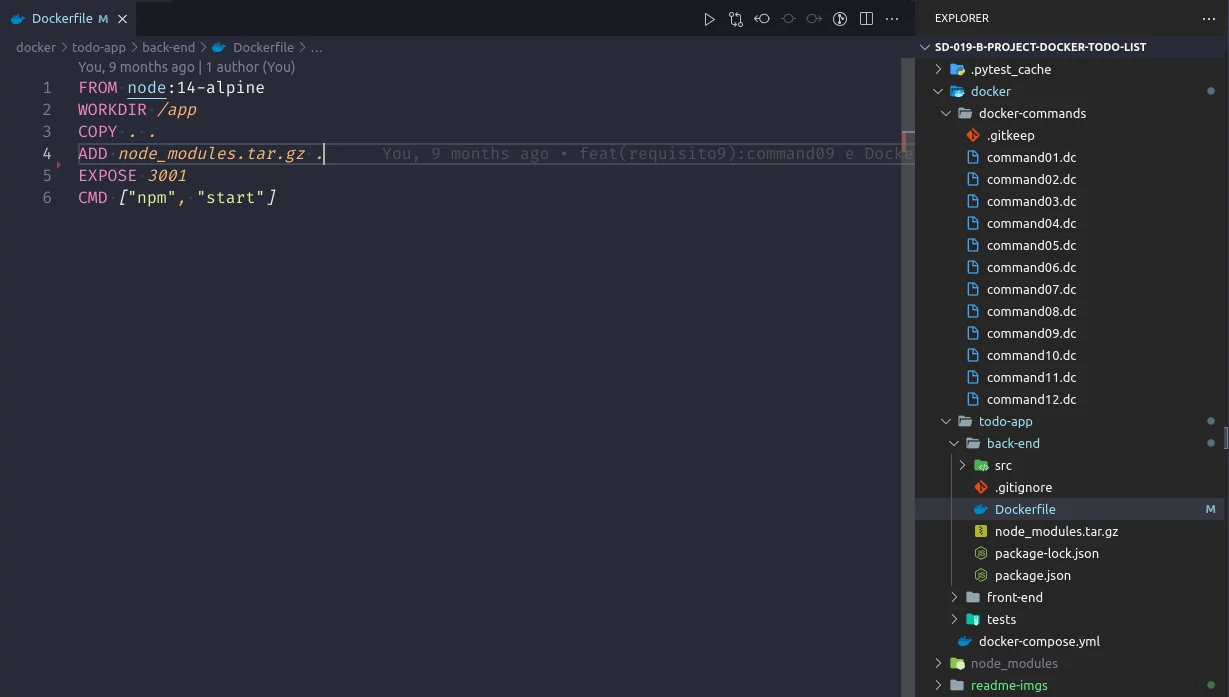 Dockerfile M
docker > todo-app > back-end > Dockerfile > ...
You, 9 months ago | 1 author (You)
1 FROM node:14-alpine
2 WORKDIR /app
3 COPY . .
4 ADD node_modules.tar.gz . You, 9 months ago • feat(requisito9):command09 e Docke
5 EXPOSE 3001
6 CMD ["npm", "start"]
EXPLORER
SD-019-B-PROJECT-DOCKER-TODO-LIST
.pytest_cache
docker
docker-commands
.gitkeep
command01.dc
command02.dc
command03.dc
command04.dc
command05.dc
command06.dc
command07.dc
command08.dc
command09.dc
command10.dc
command11.dc
command12.dc
todo-app
back-end
src
.gitignore
Dockerfile M
node_modules.tar.gz
package-lock.json
package.json
front-end
tests
docker-compose.yml
node_modules
readme-imgs